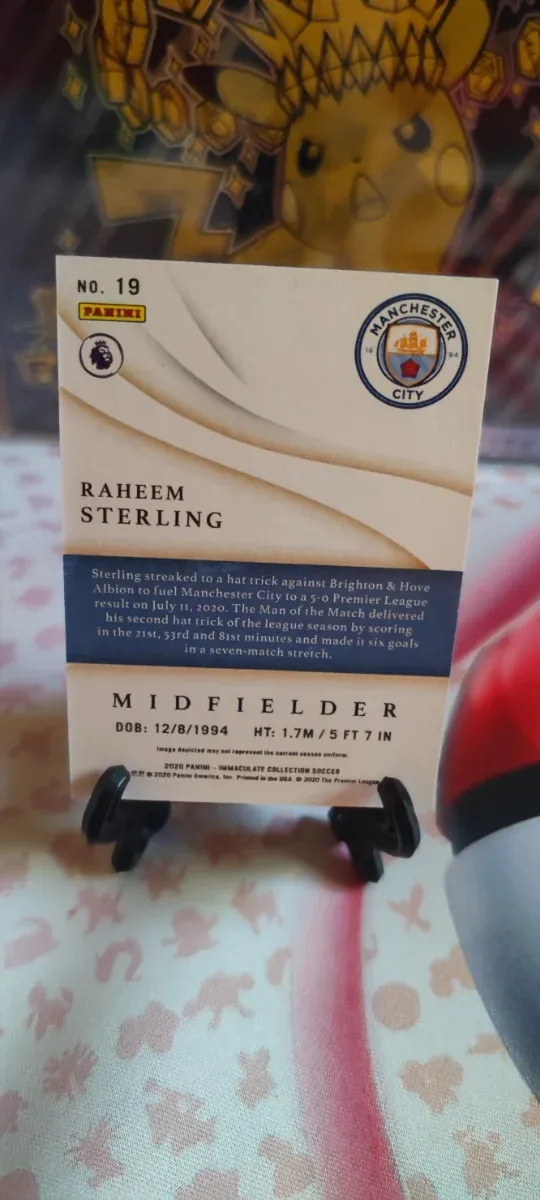 NO. 19
PANINI
MANCHESTER
18 94
CITY
RAHEEM
STERLING
Sterling streaked to a hat trick against Brighton & Hove
Albion to fuel Manchester City to a 5-0 Premier League
result on July 11, 2020. The Man of the Match delivered
his second hat trick of the league season by scoring
in the 21st, 53rd and 81st minutes and made it six goals
in a seven-match stretch.
MIDFIELDER
DOB: 12/8/1994 HT: 1.7M / 5 FT 7 IN
Image depicted may not represent the current season uniform.
2020 PANINI – IMMACULATE COLLECTION SOCCER
© 2020 Panini America, Inc. Printed in the USA © 2020 The Premier League